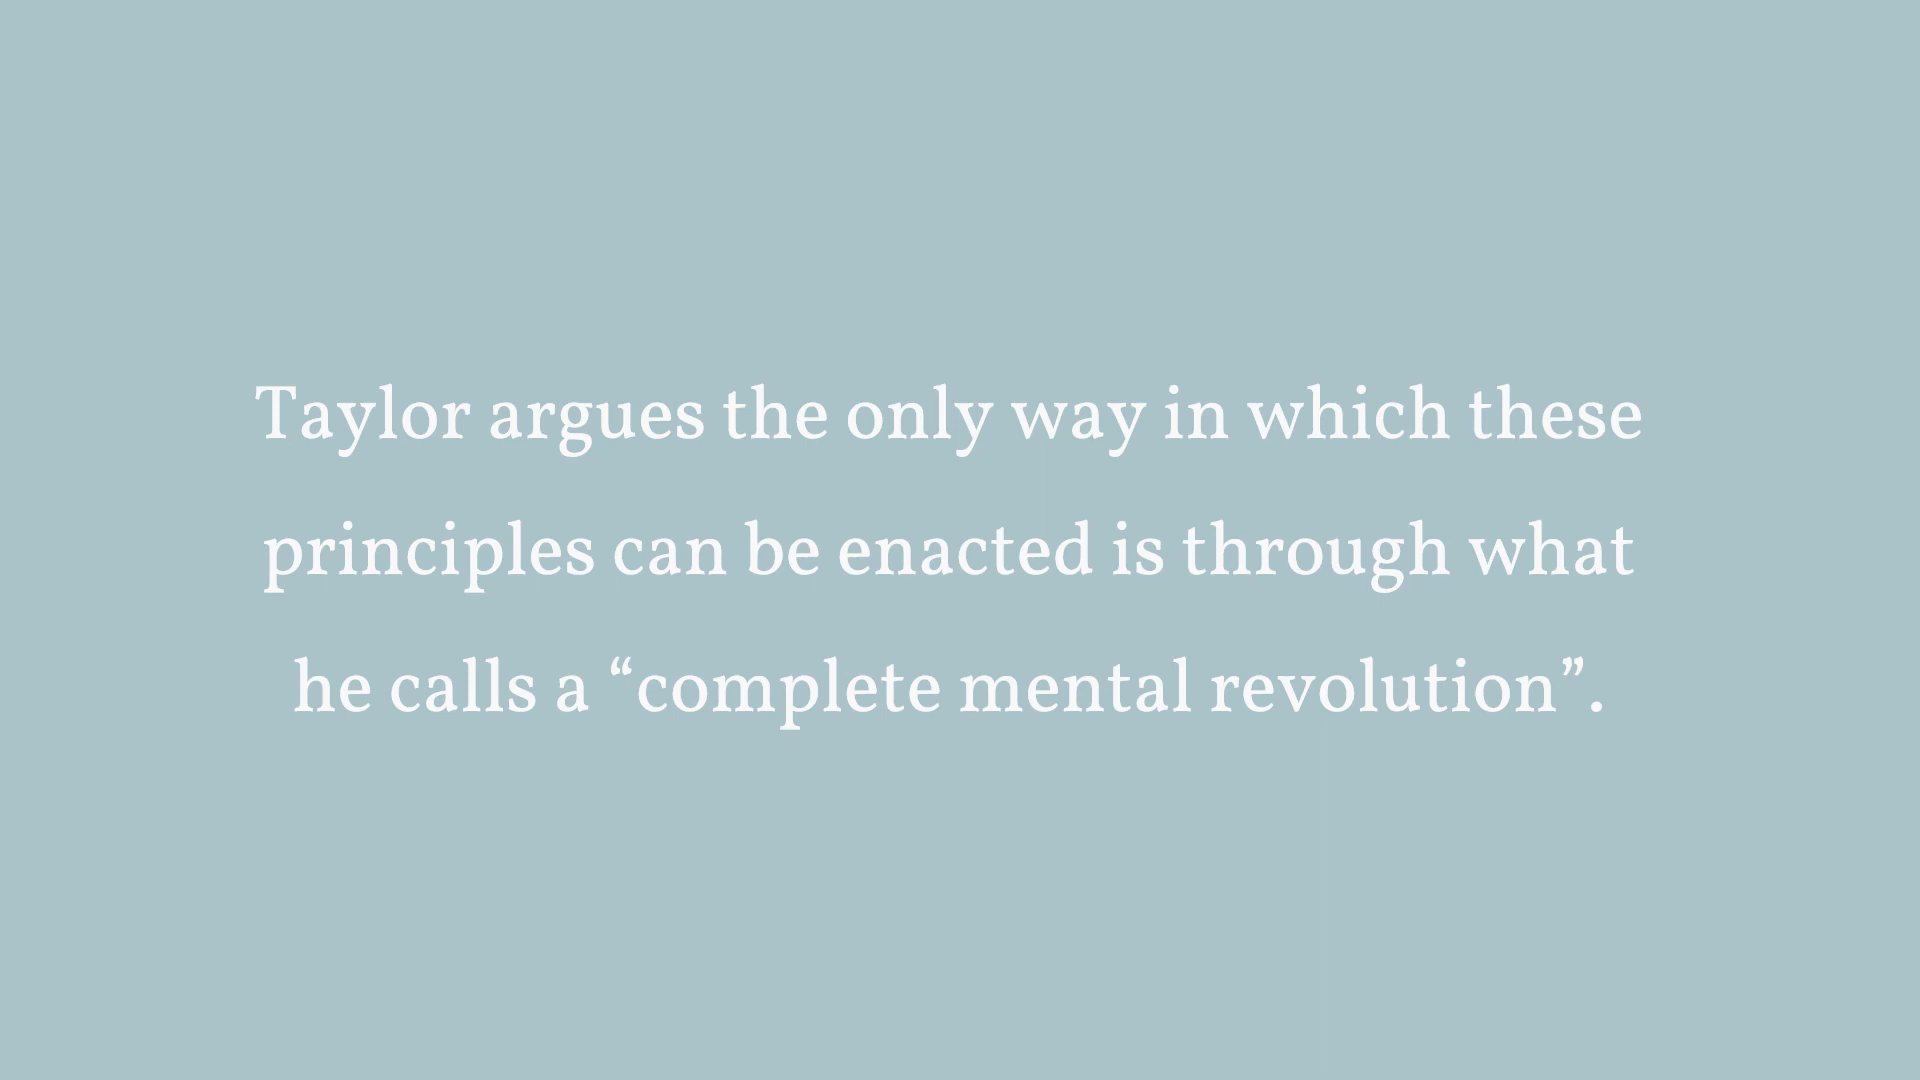 Taylor argues the only way in which these
principles can be enacted is through what
he calls a “complete mental revolution”.